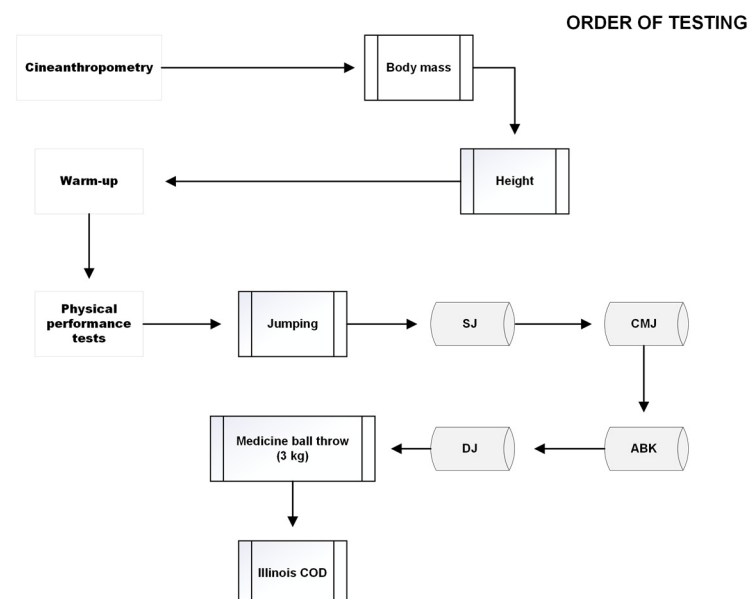 ORDER OF TESTING
Cineanthropometry
Body mass
Warm-up
Height
Physical
performance
tests
Jumping
SJ
CMJ
Medicine ball throw
(3 kg)
DJ
ABK
Illinois COD